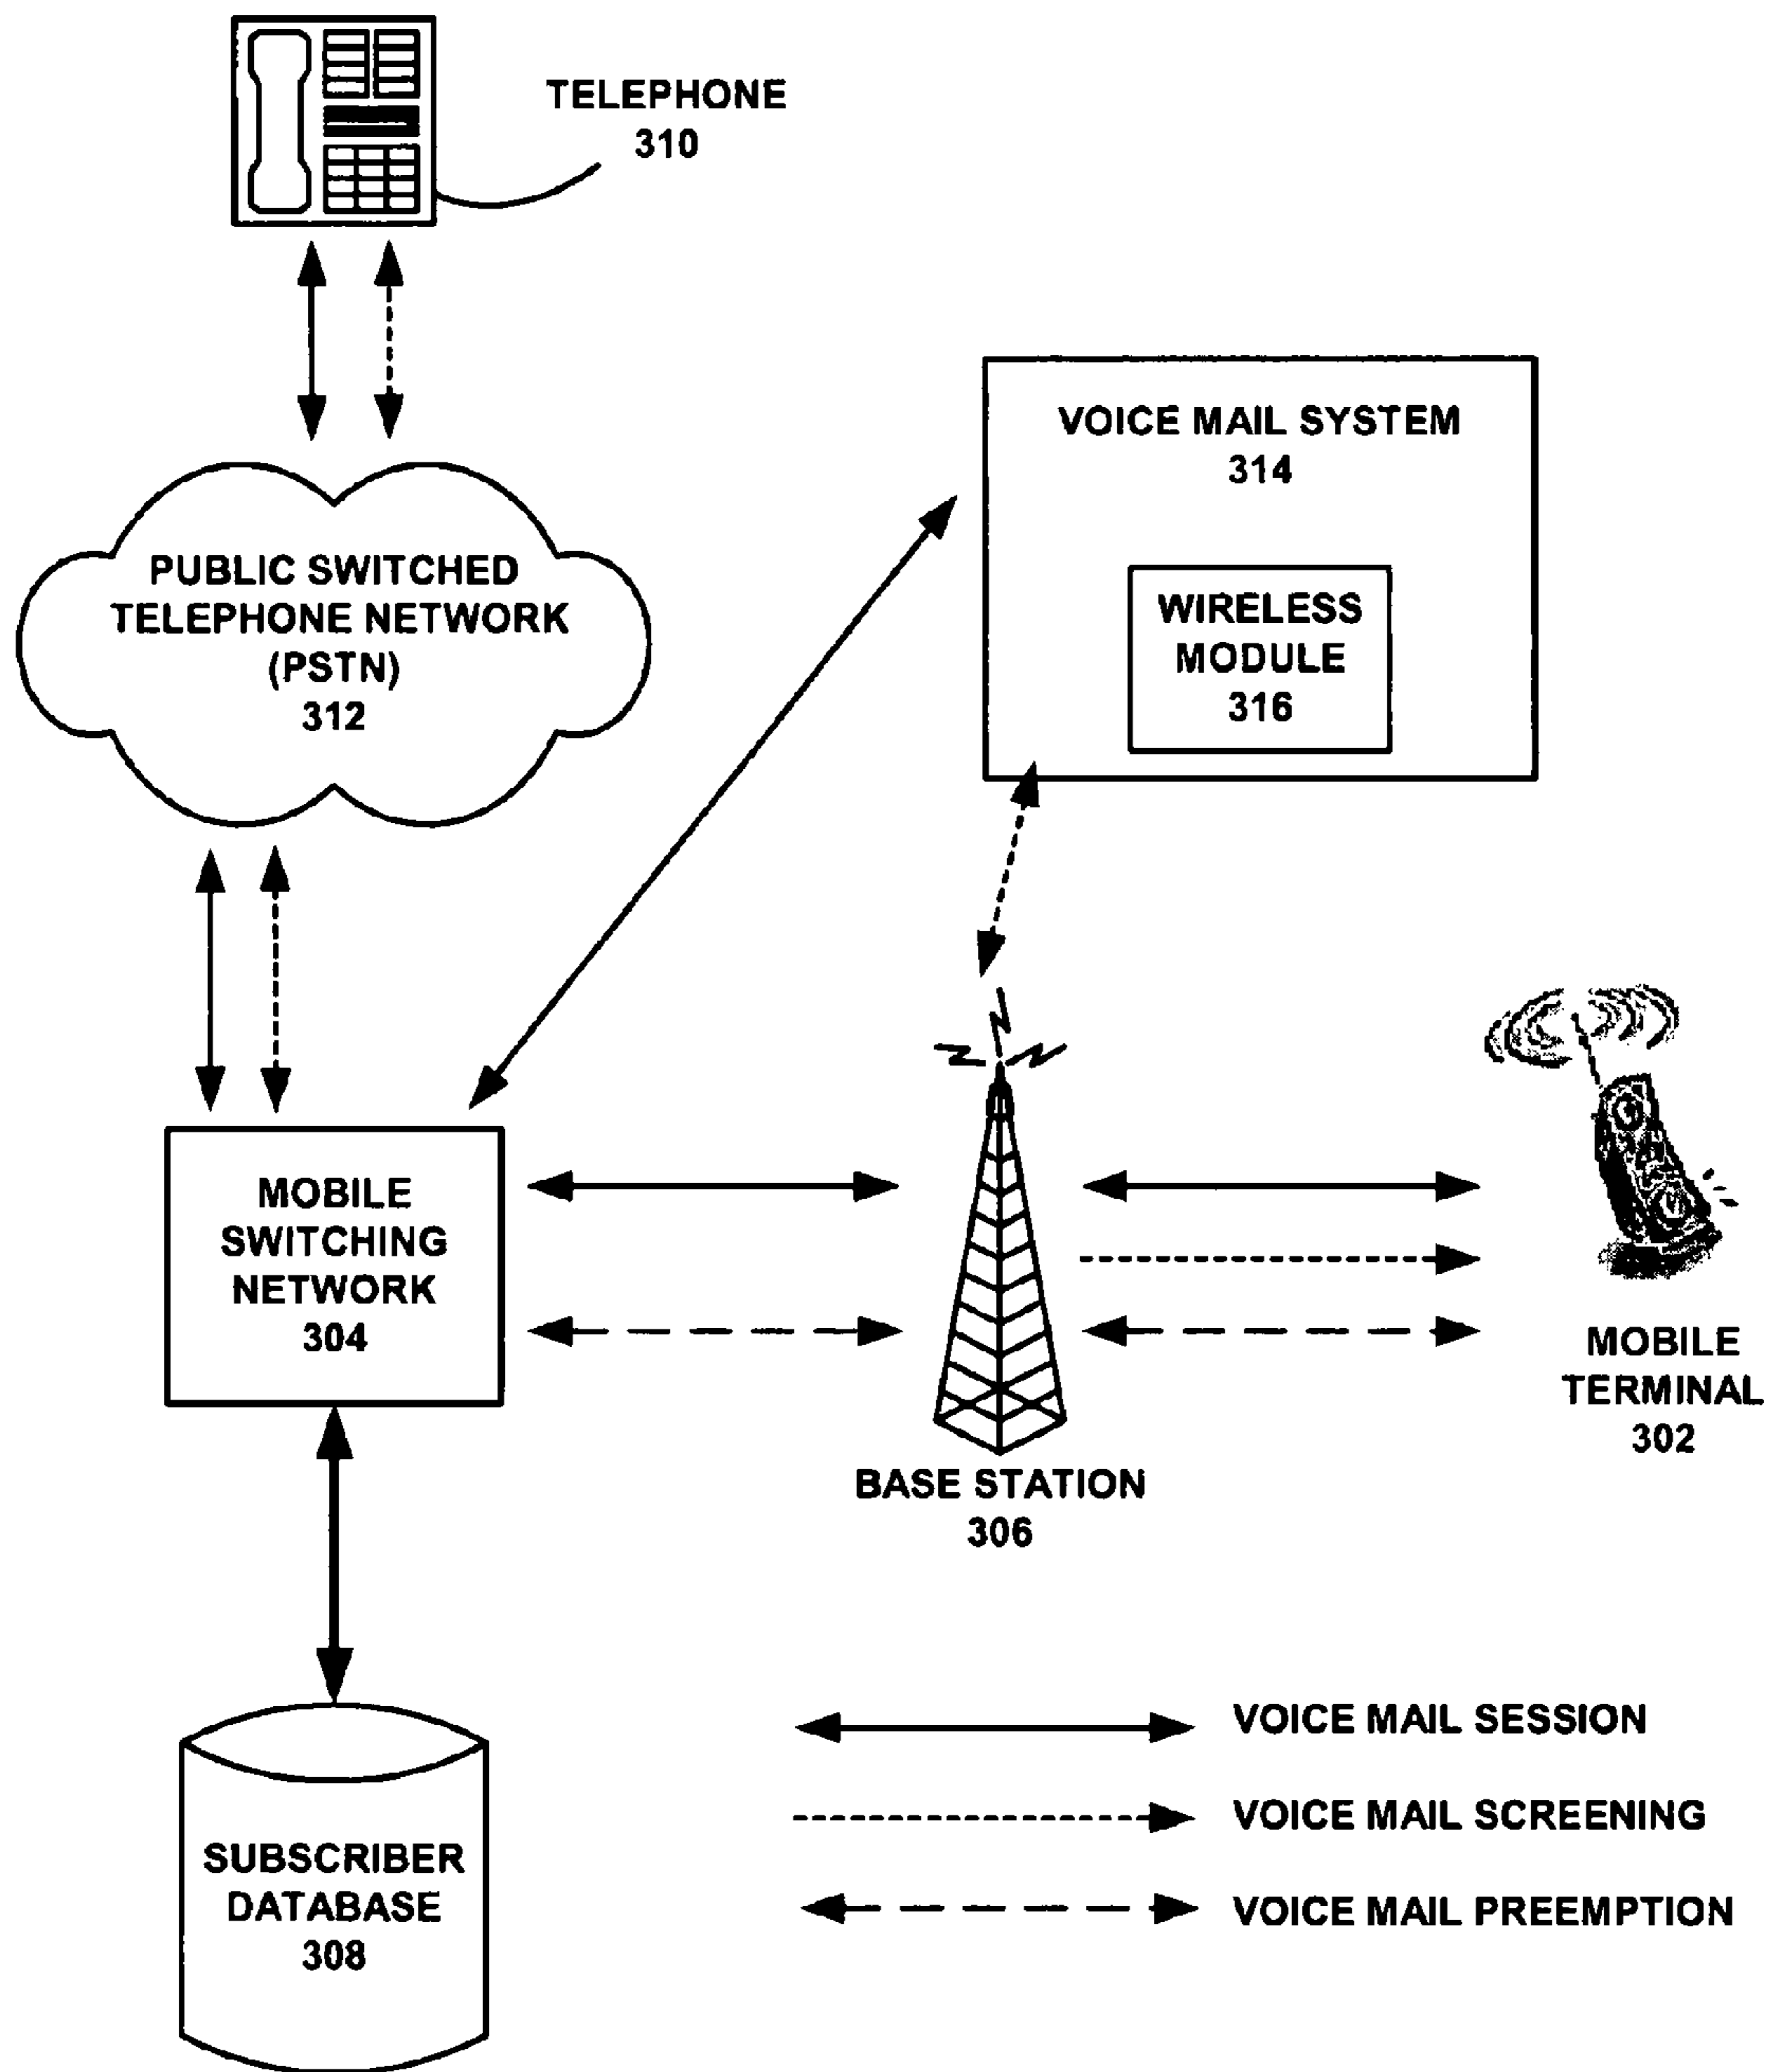 TELEPHONE
310
VOICE MAIL SYSTEM
314
PUBLIC SWITCHED
TELEPHONE NETWORK
(PSTN)
312
WIRELESS
MODULE
316
MOBILE
SWITCHING
NETWORK
304
MOBILE
TERMINAL
302
BASE STATION
306
SUBSCRIBER
DATABASE
308
VOICE MAIL SESSION
VOICE MAIL SCREENING
VOICE MAIL PREEMPTION